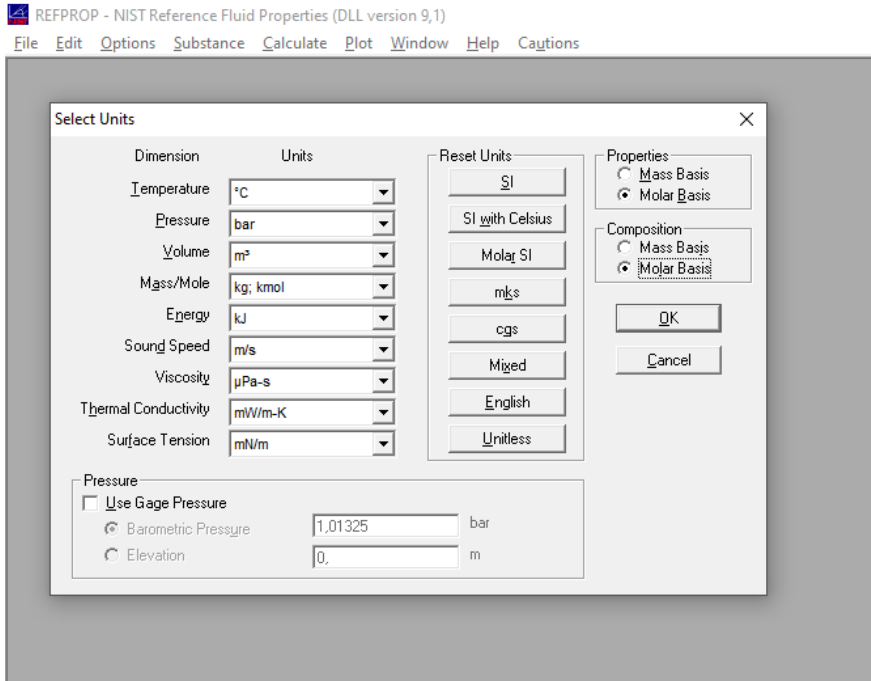 REFPROP - NIST Reference Fluid Properties (DLL version 9,1)
File Edit Options Substance Calculate Plot Window Help Cautions
Select Units
Dimension Units
Temperature °C
Pressure bar
Volume m³
Mass/Mole kg; kmol
Energy kJ
Sound Speed m/s
Viscosity µPa-s
Thermal Conductivity mW/m-K
Surface Tension mN/m
Reset Units
SI
SI with Celsius
Molar SI
mks
cgs
Mixed
English
Unitless
Properties
Mass Basis
Molar Basis
Composition
Mass Basis
Molar Basis
OK
Cancel
Pressure
Use Gage Pressure
Barometric Pressure 1,01325 bar
Elevation 0, m